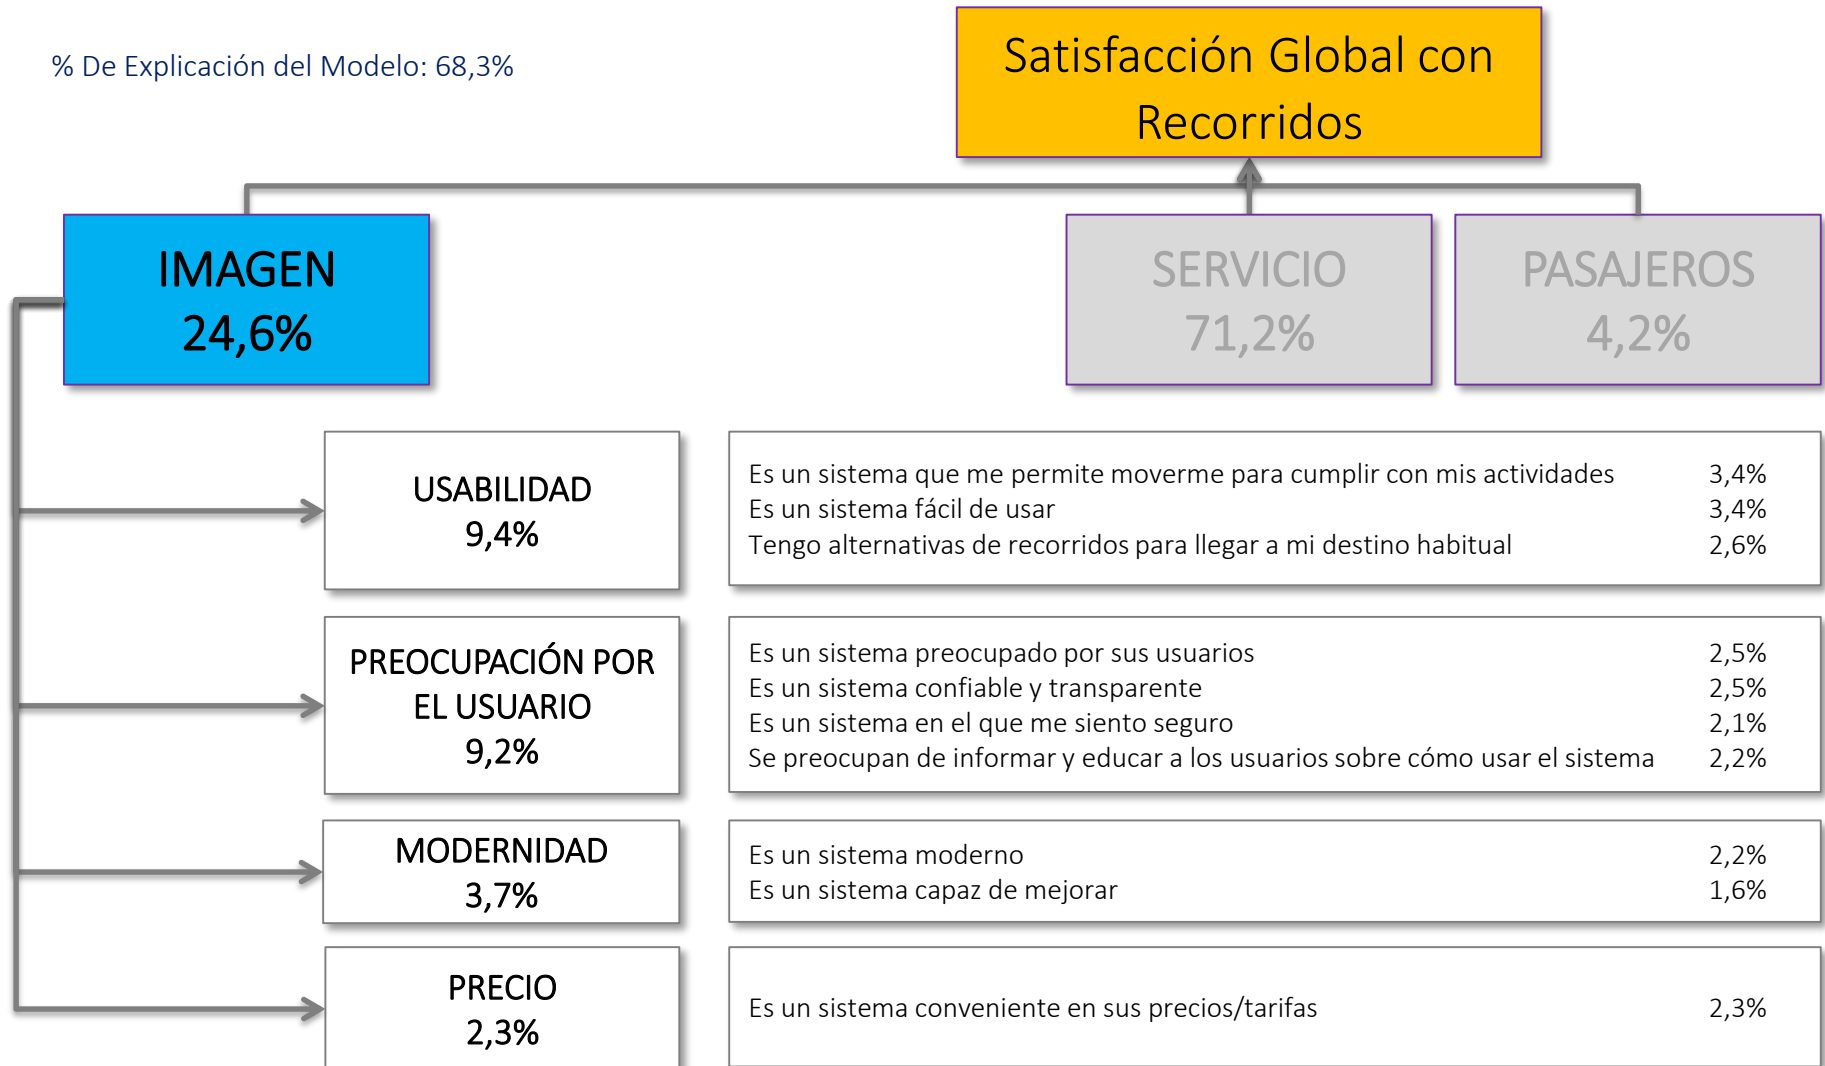 % De Explicación del Modelo: 68,3%
Satisfacción Global con
Recorridos
IMAGEN
24,6%
SERVICIO
71,2%
PASAJEROS
4,2%
USABILIDAD
9,4%
Es un sistema que me permite moverme para cumplir con mis actividades 3,4%
Es un sistema fácil de usar 3,4%
Tengo alternativas de recorridos para llegar a mi destino habitual 2,6%
PREOCUPACIÓN POR
EL USUARIO
9,2%
Es un sistema preocupado por sus usuarios 2,5%
Es un sistema confiable y transparente 2,5%
Es un sistema en el que me siento seguro 2,1%
Se preocupan de informar y educar a los usuarios sobre cómo usar el sistema 2,2%
MODERNIDAD
3,7%
Es un sistema moderno 2,2%
Es un sistema capaz de mejorar 1,6%
PRECIO
2,3%
Es un sistema conveniente en sus precios/tarifas 2,3%